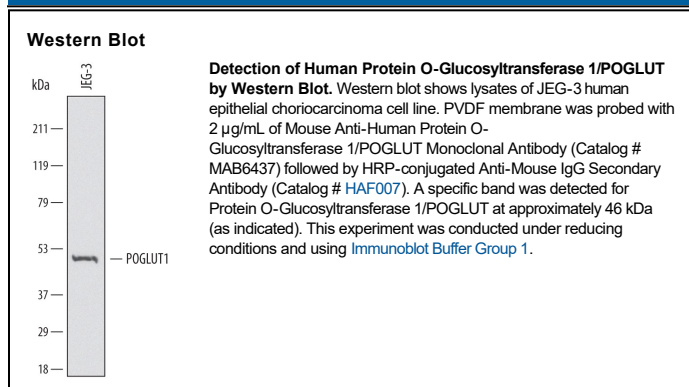 Western Blot
kDa
JEG-3
211
119
79
53
37
29
18
POGLUT1
Detection of Human Protein O-Glucosyltransferase 1/POGLUT
by Western Blot. Western blot shows lysates of JEG-3 human
epithelial choriocarcinoma cell line. PVDF membrane was probed with
2 µg/mL of Mouse Anti-Human Protein O-
Glucosyltransferase 1/POGLUT Monoclonal Antibody (Catalog #
MAB6437) followed by HRP-conjugated Anti-Mouse IgG Secondary
Antibody (Catalog # HAF007). A specific band was detected for
Protein O-Glucosyltransferase 1/POGLUT at approximately 46 kDa
(as indicated). This experiment was conducted under reducing
conditions and using Immunoblot Buffer Group 1.